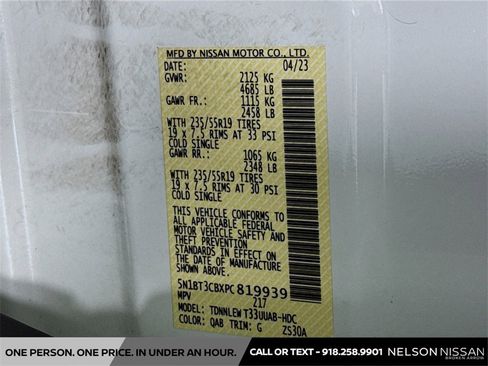 MFD BY NISSAN MOTOR CO., LTD.
DATE: 04/23
GVWR: 2125 KG
4685 LB
GAWR FR.: 1115 KG
2458 LB
WITH 235/55R19 TIRES
19 x 7.5 RIMS AT 33 PSI
COLD SINGLE
GAWR RR.: 1065 KG
2348 LB
WITH 235/55R19 TIRES
19 x 7.5 RIMS AT 30 PSI
COLD SINGLE
THIS VEHICLE CONFORMS TO
ALL APPLICABLE FEDERAL
MOTOR VEHICLE SAFETY AND
THEFT PREVENTION
STANDARDS IN EFFECT ON
THE DATE OF MANUFACTURE
SHOWN ABOVE.
5N1BT3CBXPC819939
MPV 217
MODEL: TDNNLEW T33UUAB-HDC
COLOR: QAB TRIM: G ZS30A
ONE PERSON. ONE PRICE. IN UNDER AN HOUR.
CALL OR TEXT - 918.258.9901
NELSON NISSAN
BROKEN ARROW